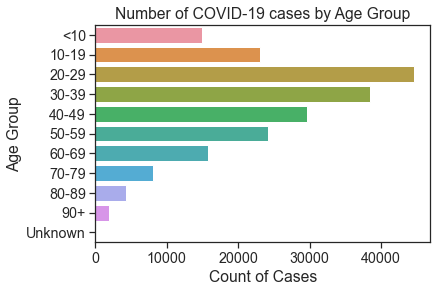 Number of COVID-19 cases by Age Group
Age Group
<10
10-19
20-29
30-39
40-49
50-59
60-69
70-79
80-89
90+
Unknown
0 10000 20000 30000 40000
Count of Cases